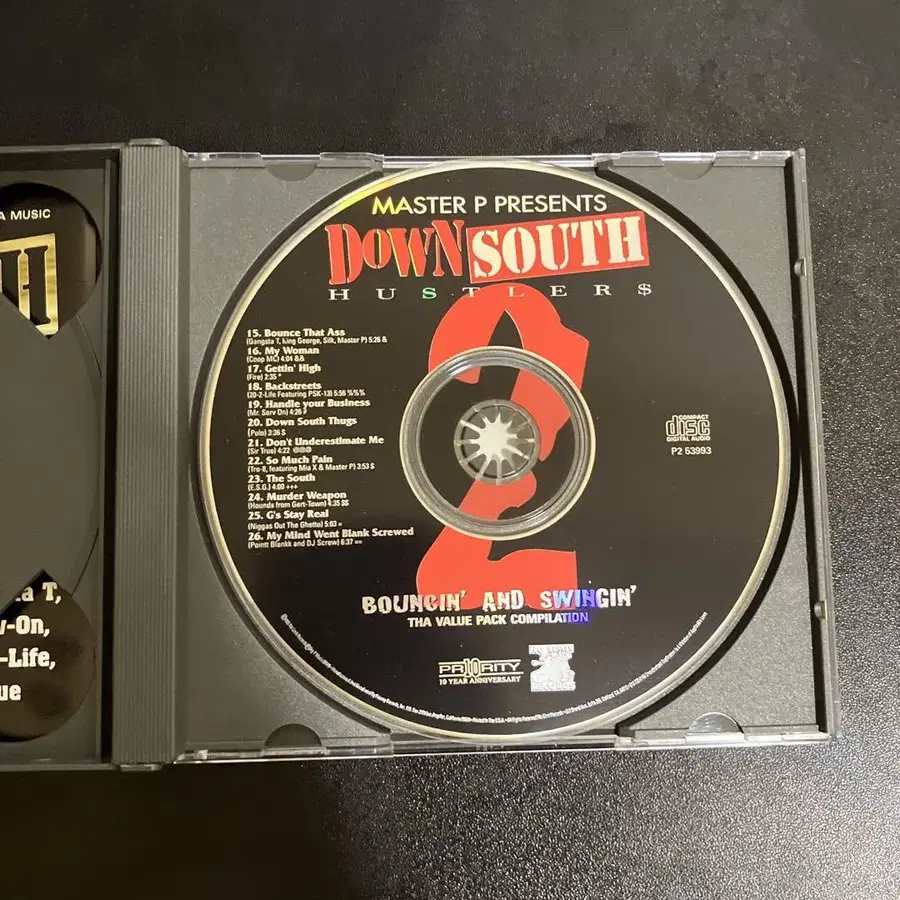 A MUSIC
H
ta T,
-On,
-Life,
ue
MASTER P PRESENTS
DOWN SOUTH
HUSTLER$
2
15. Bounce That Ass
(Gangsta T, King George, Silk, Master P) 5:26 &
16. My Woman
(Coop MC) 4:04 &&
17. Gettin' High
(Fire) 2:35 *
18. Backstreets
(20-2-Life Featuring PSK-13) 5:56 %%%
19. Handle your Business
(Mr. Serv On) 4:26 #
20. Down South Thugs
(Polo) 3:36 $
21. Don't Underestimate Me
(Sir True) 4:22 @@@
22. So Much Pain
(Tre-8, featuring Mia X & Master P) 3:53 $
23. The South
(E.S.G.) 4:00 +++
24. Murder Weapon
(Hounds from Gert-Town) 4:35 $$
25. G's Stay Real
(Niggas Out The Ghetto) 5:03 =
26. My Mind Went Blank Screwed
(Pointt Blankk and DJ Screw) 6:37 ==
COMPACT
disc
DIGITAL AUDIO
P2 53993
BOUNCIN' AND SWINGIN'
THA VALUE PACK COMPILATION
PRIORITY
10
10 YEAR ANNIVERSARY
NO LIMIT
RECORDS